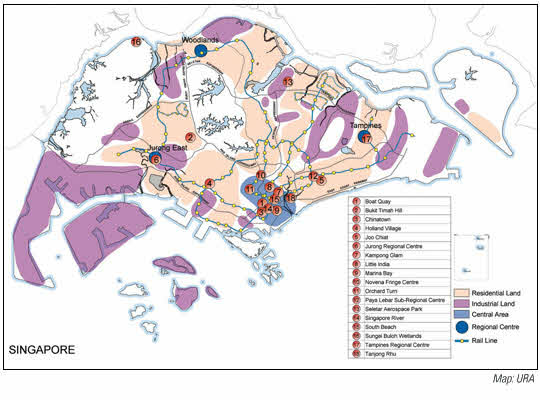 16
Woodlands
13
2
Tampines
17
Jurong East
6
4
10
12
5
11
8
7
1
15
18
3
14
9
1 Boat Quay
2 Bukit Timah Hill
3 Chinatown
4 Holland Village
5 Joo Chiat
6 Jurong Regional Centre
7 Kampong Glam
8 Little India
9 Marina Bay
10 Novena Fringe Centre
11 Orchard Turn
12 Paya Lebar Sub-Regional Centre
13 Seletar Aerospace Park
14 Singapore River
15 South Beach
16 Sungei Buloh Wetlands
17 Tampines Regional Centre
18 Tanjong Rhu
Residential Land
Industrial Land
Central Area
Regional Centre
Rail Line
SINGAPORE
Map: URA